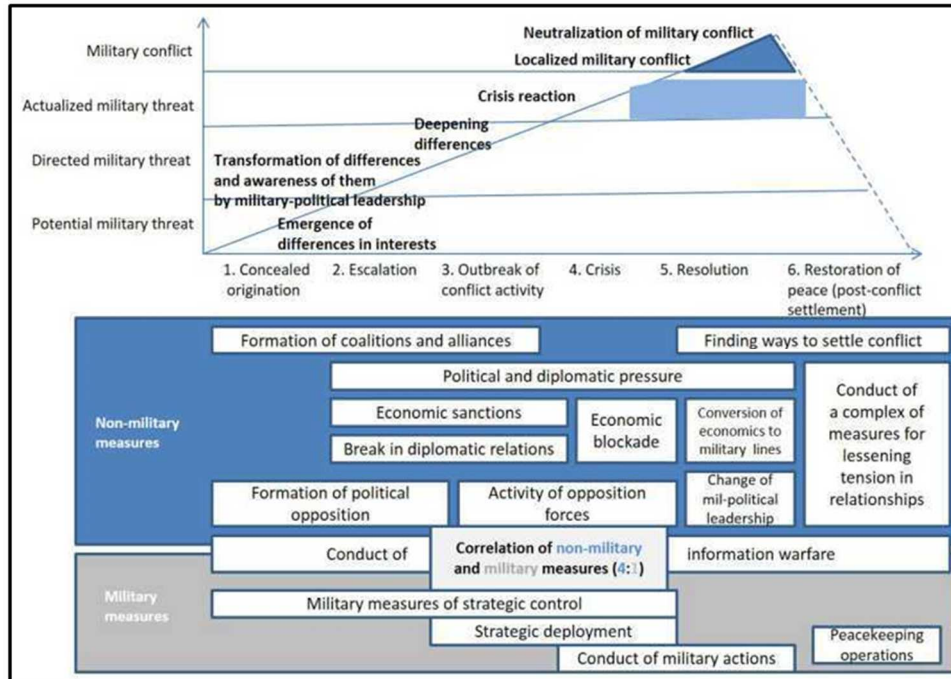 Military conflict
Neutralization of military conflict
Localized military conflict
Actualized military threat
Crisis reaction
Deepening
differences
Directed military threat
Transformation of differences
and awareness of them
by military-political leadership
Potential military threat
Emergence of
differences in interests
1. Concealed
origination
2. Escalation
3. Outbreak of
conflict activity
4. Crisis
5. Resolution
6. Restoration of
peace (post-conflict
settlement)
Non-military
measures
Formation of coalitions and alliances
Finding ways to settle conflict
Political and diplomatic pressure
Economic sanctions
Break in diplomatic relations
Economic
blockade
Conversion of
economics to
military lines
Conduct of
a complex of
measures for
lessening
tension in
relationships
Formation of political
opposition
Activity of opposition
forces
Change of
mil-political
leadership
Conduct of
Correlation of non-military
and military measures (4:1)
information warfare
Military
measures
Military measures of strategic control
Strategic deployment
Conduct of military actions
Peacekeeping
operations